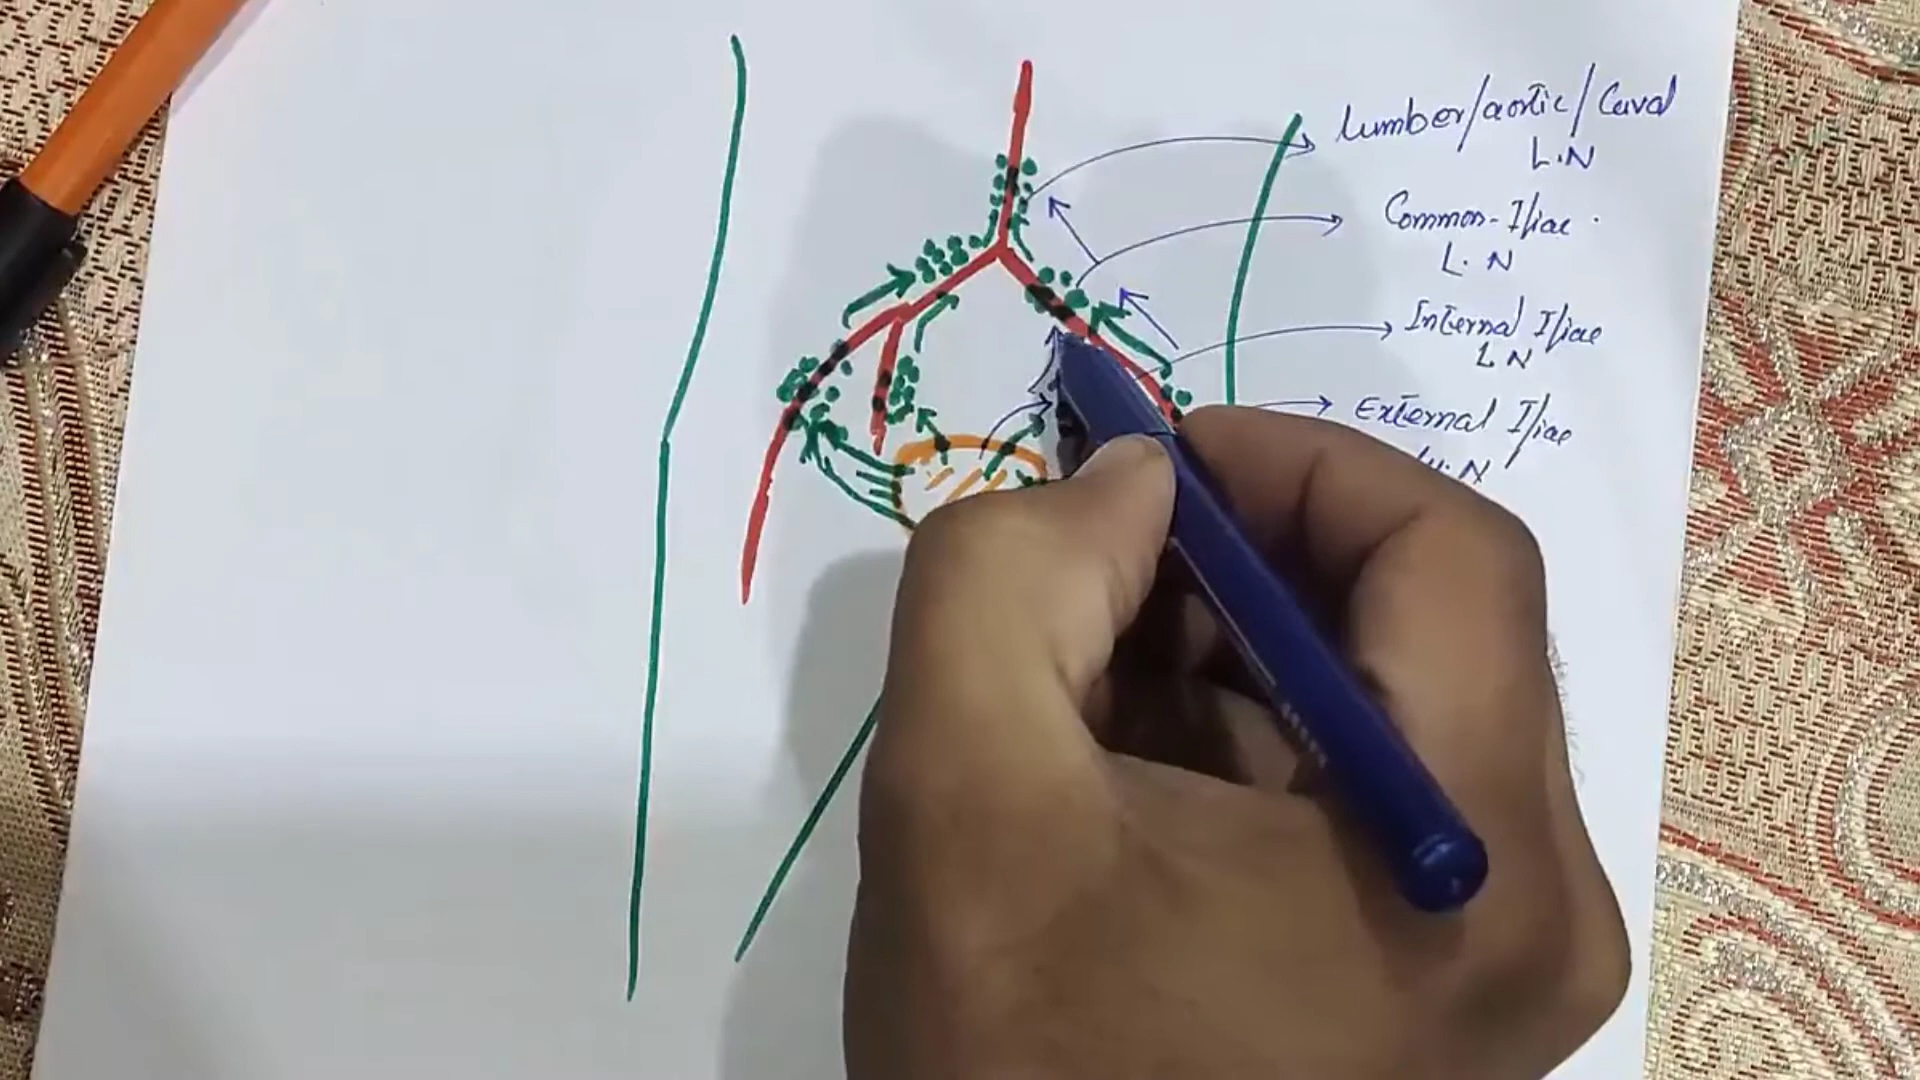 Lumber/aortic/Caval
L.N
Common-Iliac
L. N
Internal Iliac
L N
External Iliac
L. N